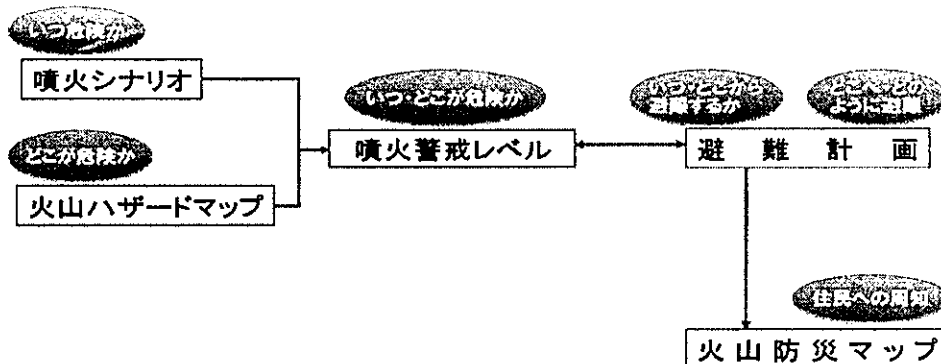 いつ危険か
噴火シナリオ
どこが危険か
火山ハザードマップ
いつ・どこが危険か
噴火警戒レベル
いつ・どこから
避難するか
どこへ・どの
ように避難
避難計画
住民への周知
火山防災マップ